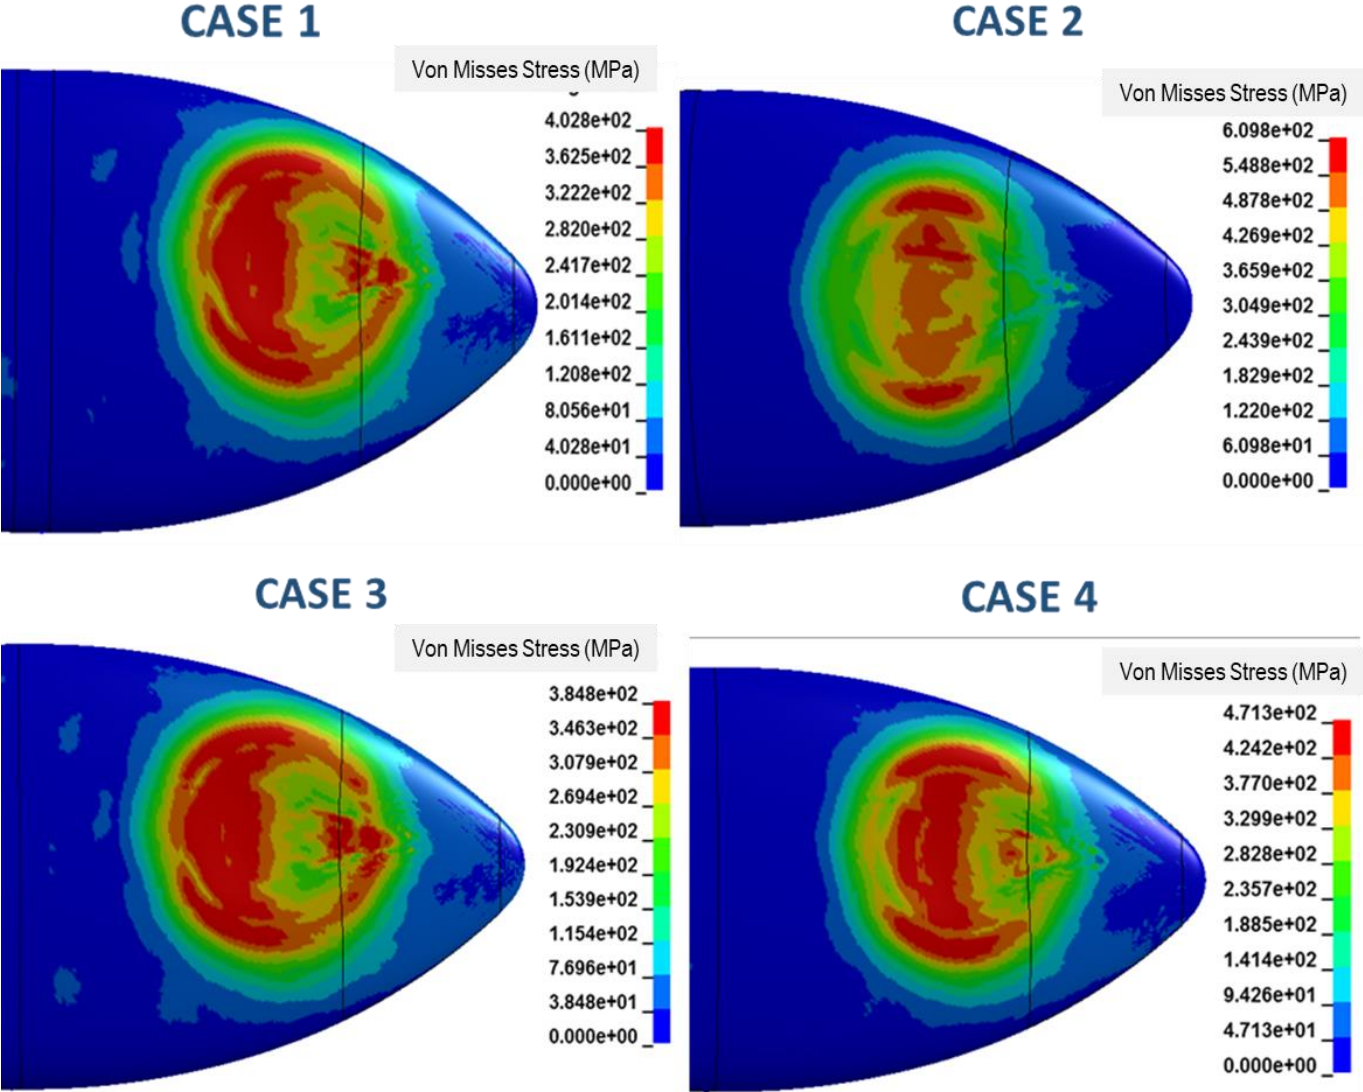 CASE 1
Von Misses Stress (MPa)
4.028e+02
3.625e+02
3.222e+02
2.820e+02
2.417e+02
2.014e+02
1.611e+02
1.208e+02
8.056e+01
4.028e+01
0.000e+00
CASE 2
Von Misses Stress (MPa)
6.098e+02
5.488e+02
4.878e+02
4.269e+02
3.659e+02
3.049e+02
2.439e+02
1.829e+02
1.220e+02
6.098e+01
0.000e+00
CASE 3
Von Misses Stress (MPa)
3.848e+02
3.463e+02
3.079e+02
2.694e+02
2.309e+02
1.924e+02
1.539e+02
1.154e+02
7.696e+01
3.848e+01
0.000e+00
CASE 4
Von Misses Stress (MPa)
4.713e+02
4.242e+02
3.770e+02
3.299e+02
2.828e+02
2.357e+02
1.885e+02
1.414e+02
9.426e+01
4.713e+01
0.000e+00